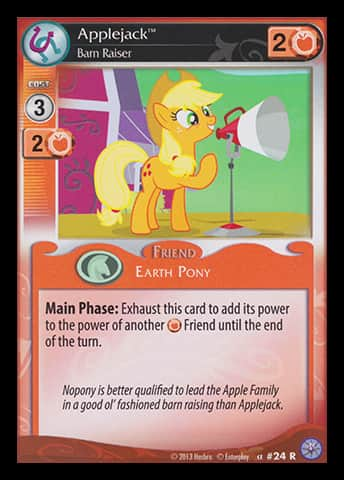 Applejack™
Barn Raiser
2
COST
3
2
FRIEND
EARTH PONY
Main Phase: Exhaust this card to add its power
to the power of another Friend until the end
of the turn.
Nopony is better qualified to lead the Apple Family
in a good ol' fashioned barn raising than Applejack.
© 2013 Hasbro © Enterplay .α #24 R